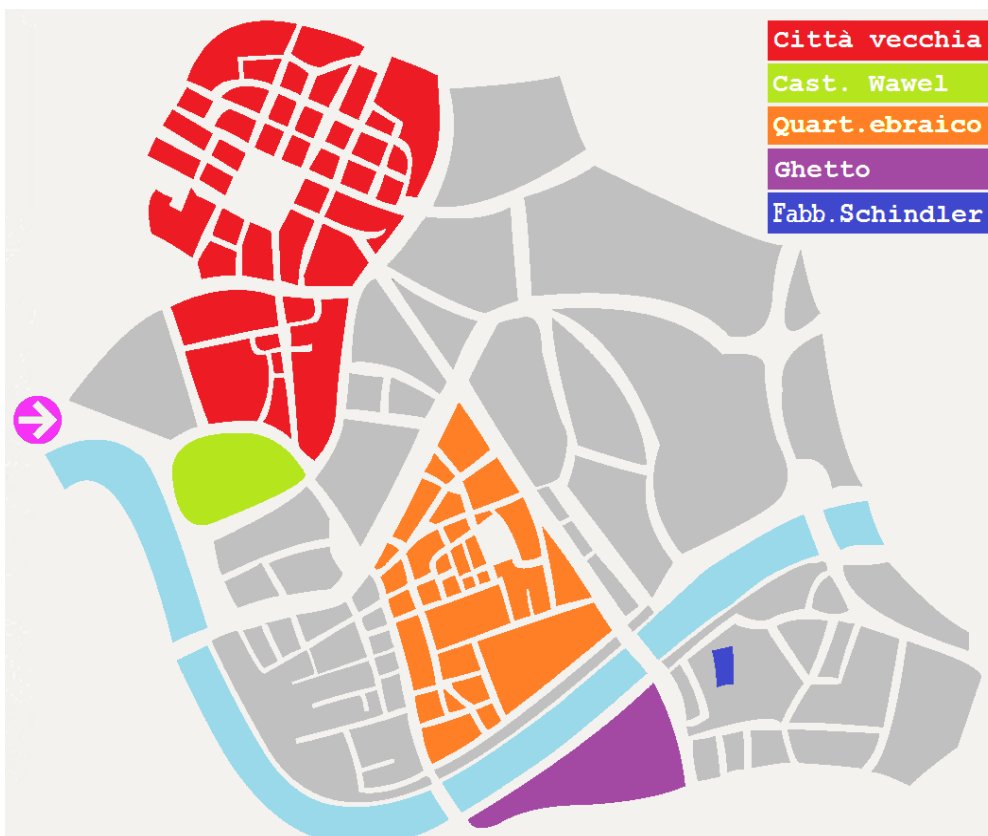 Città vecchia
Cast. Wawel
Quart.ebraico
Ghetto
Fabb.Schindler